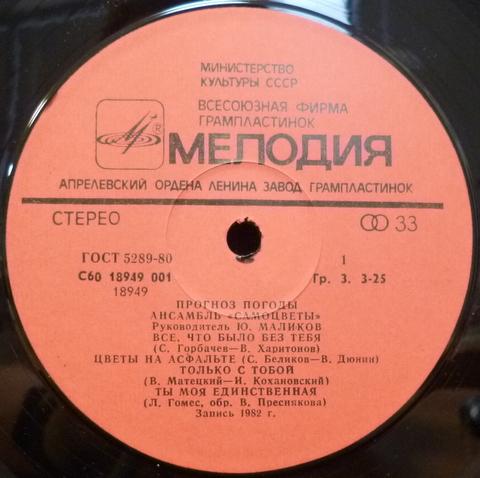 МИНИСТЕРСТВО
КУЛЬТУРЫ СССР
ВСЕСОЮЗНАЯ ФИРМА
ГРАМПЛАСТИНОК
МЕЛОДИЯ
АПРЕЛЕВСКИЙ ОРДЕНА ЛЕНИНА ЗАВОД ГРАМПЛАСТИНОК
СТЕРЕО 33
ГОСТ 5289-80 1
С60 18949 001 Гр. 3. 3-25
18949
ПРОГНОЗ ПОГОДЫ
АНСАМБЛЬ «САМОЦВЕТЫ»
Руководитель Ю. МАЛИКОВ
ВСЕ, ЧТО БЫЛО БЕЗ ТЕБЯ
(С. Горбачев—В. Харитонов)
ЦВЕТЫ НА АСФАЛЬТЕ (С. Беликов—В. Дюнин)
ТОЛЬКО С ТОБОЙ
(В. Матецкий—И. Кохановский)
ТЫ МОЯ ЕДИНСТВЕННАЯ
(Л. Гомес, обр. В. Преснякова)
Запись 1982 г.